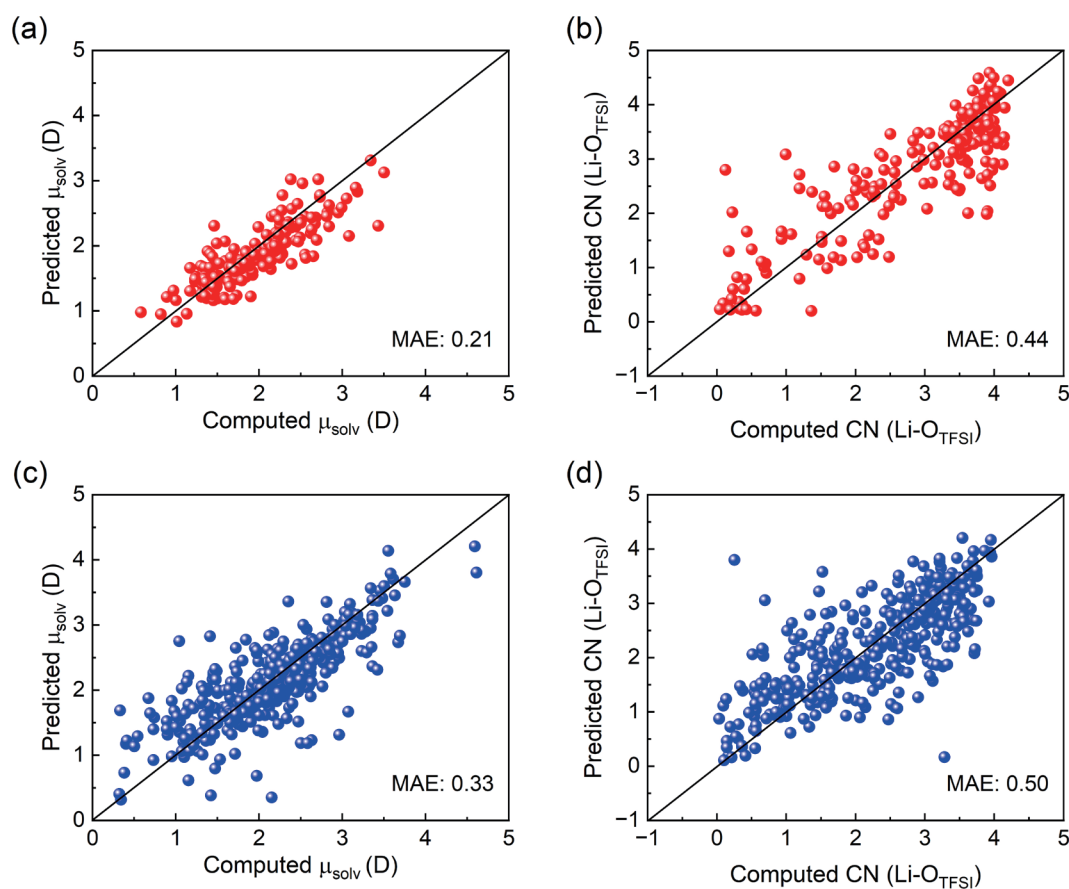 (a)
5
4
3
2
1
0
Predicted μsolv (D)
MAE: 0.21
0 1 2 3 4 5
Computed μsolv (D)
(b)
5
4
3
2
1
0
−1
Predicted CN (Li-OTFSI)
MAE: 0.44
−1 0 1 2 3 4 5
Computed CN (Li-OTFSI)
(c)
5
4
3
2
1
0
Predicted μsolv (D)
MAE: 0.33
0 1 2 3 4 5
Computed μsolv (D)
(d)
5
4
3
2
1
0
−1
Predicted CN (Li-OTFSI)
MAE: 0.50
−1 0 1 2 3 4 5
Computed CN (Li-OTFSI)